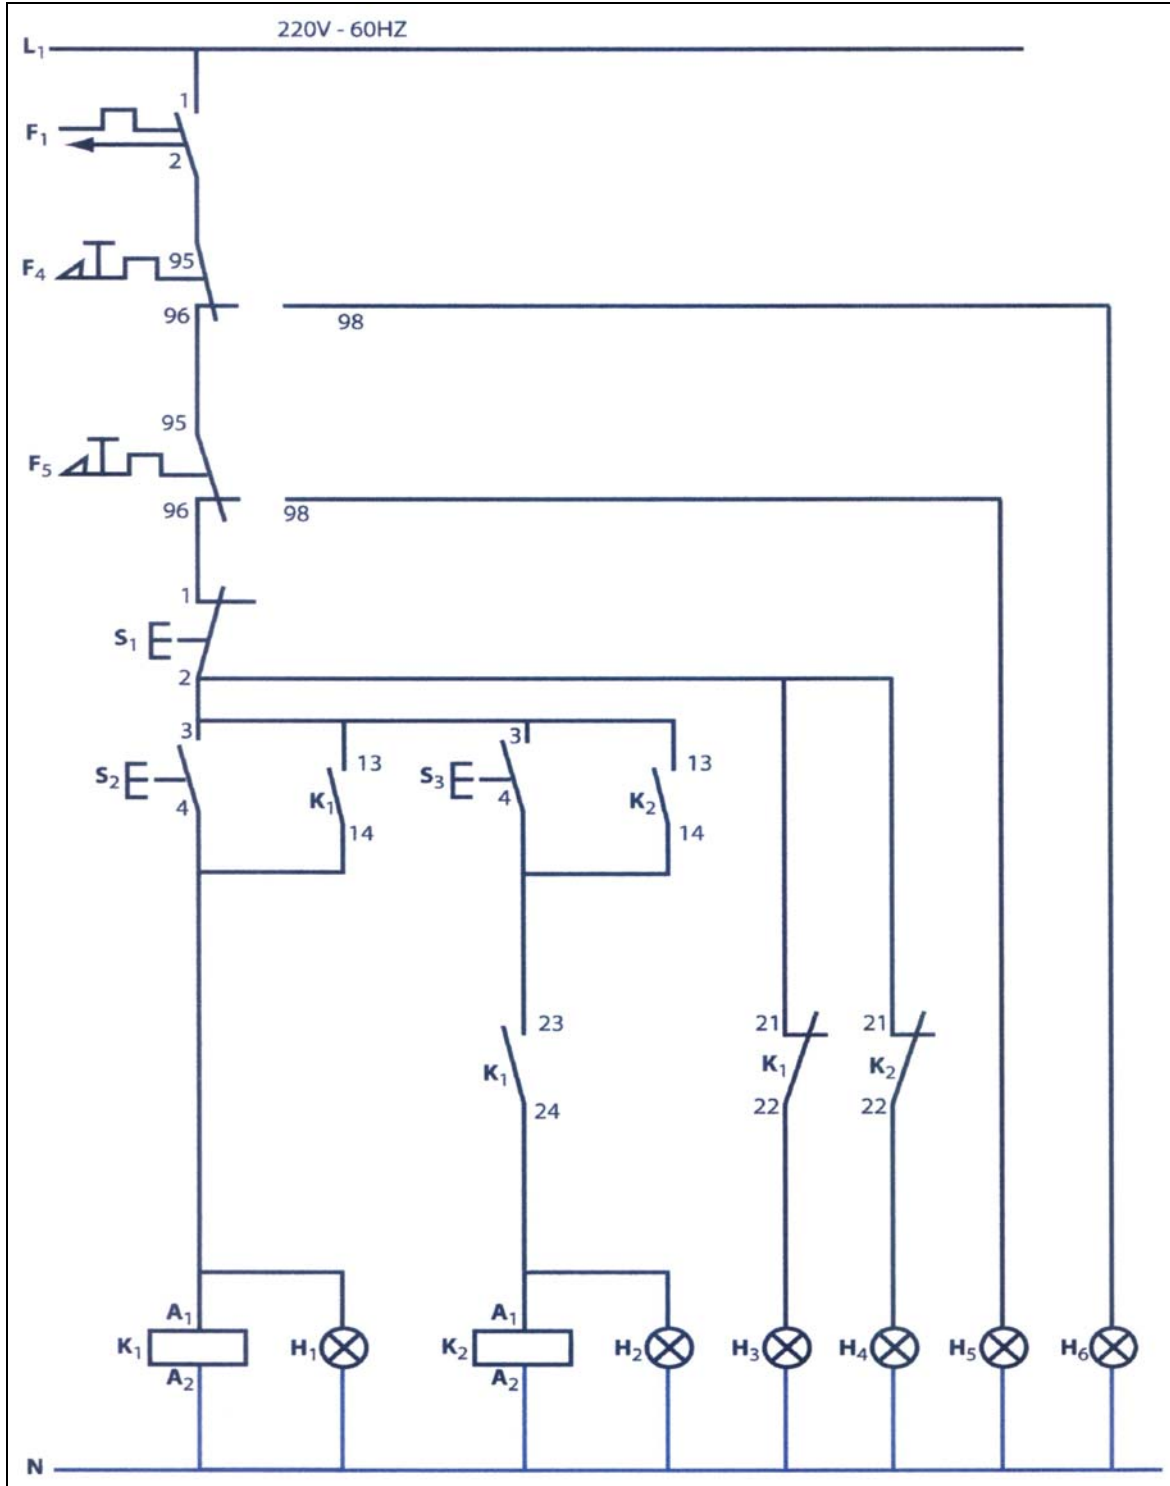 220V - 60HZ
L₁
1
F₁
2
F₄ 95
96 98
95
F₅
96 98
1
S₁
2
3 3
13 13
S₂ S₃
K₁ K₂
4 4
14 14
23 21 21
K₁ K₁ K₂
24 22 22
A₁ A₁
K₁ H₁ K₂ H₂ H₃ H₄ H₅ H₆
A₂ A₂
N